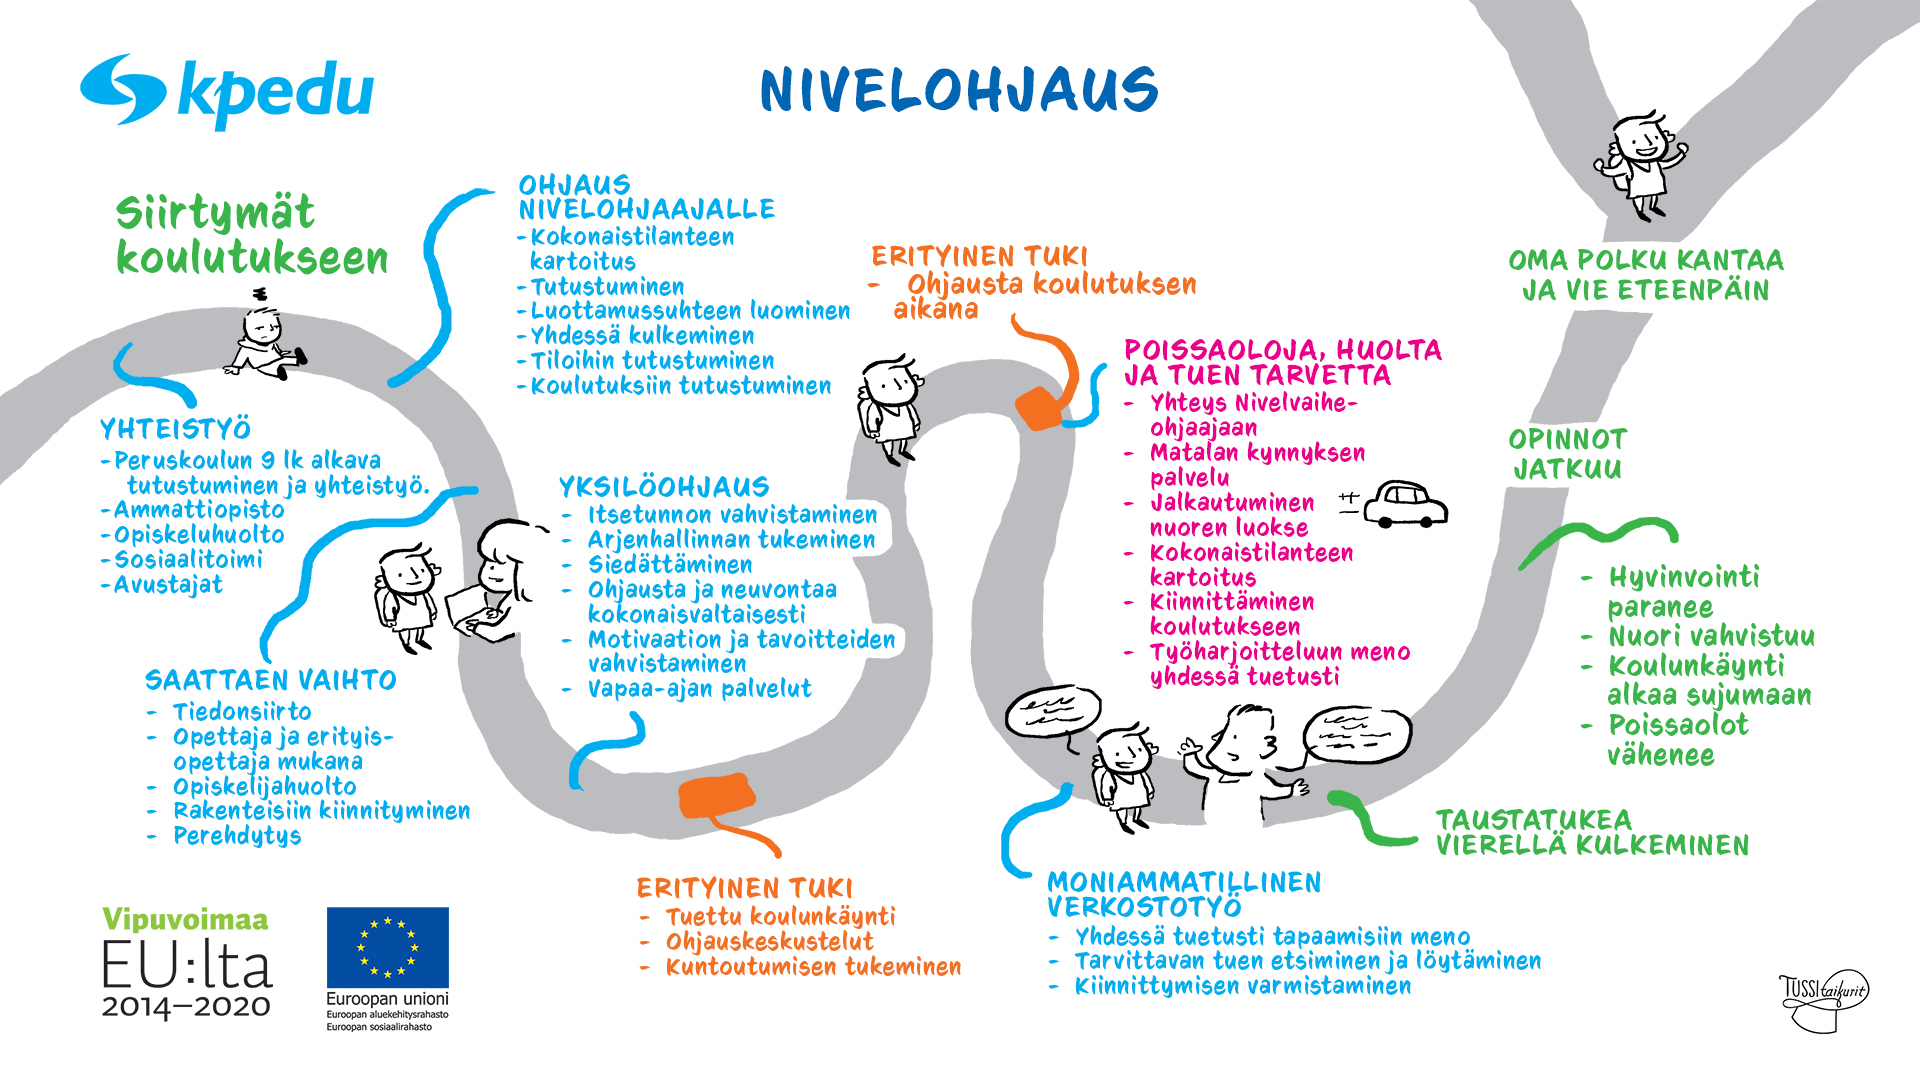 kpedu
NIVELOHJAUS
Siirtymät
koulutukseen
YHTEISTYÖ
-Peruskoulun 9 lk alkava
tutustuminen ja yhteistyö.
-Ammattiopisto
-Opiskeluhuolto
-Sosiaalitoimi
-Avustajat
OHJAUS
NIVELOHJAAJALLE
-Kokonaistilanteen
kartoitus
-Tutustuminen
-Luottamussuhteen luominen
-Yhdessä kulkeminen
-Tiloihin tutustuminen
-Koulutuksiin tutustuminen
SAATTAEN VAIHTO
- Tiedonsiirto
- Opettaja ja erityis-
opettaja mukana
- Opiskelijahuolto
- Rakenteisiin kiinnityminen
- Perehdytys
YKSILÖOHJAUS
- Itsetunnon vahvistaminen
- Arjenhallinnan tukeminen
- Siedättäminen
- Ohjausta ja neuvontaa
kokonaisvaltaisesti
- Motivaation ja tavoitteiden
vahvistaminen
- Vapaa-ajan palvelut
ERITYINEN TUKI
- Tuettu koulunkäynti
- Ohjauskeskustelut
- Kuntoutumisen tukeminen
ERITYINEN TUKI
- Ohjausta koulutuksen
aikana
POISSAOLOJA, HUOLTA
JA TUEN TARVETTA
- Yhteys Nivelvaihe-
ohjaajaan
- Matalan kynnyksen
palvelu
- Jalkautuminen
nuoren luokse
- Kokonaistilanteen
kartoitus
- Kiinnittäminen
koulutukseen
- Työharjoitteluun meno
yhdessä tuetusti
MONIAMMATILLINEN
VERKOSTOTYÖ
- Yhdessä tuetusti tapaamisiin meno
- Tarvittavan tuen etsiminen ja löytäminen
- Kiinnittymisen varmistaminen
TAUSTATUKEA
VIERELLÄ KULKEMINEN
- Hyvinvointi
paranee
- Nuori vahvistuu
- Koulunkäynti
alkaa sujumaan
- Poissaolot
vähenee
OPINNOT
JATKUU
OMA POLKU KANTAA
JA VIE ETEENPÄIN
Vipuvoimaa
EU:lta
2014–2020
Euroopan unioni
Euroopan aluekehitysrahasto
Euroopan sosiaalirahasto
TUSSItaikurit